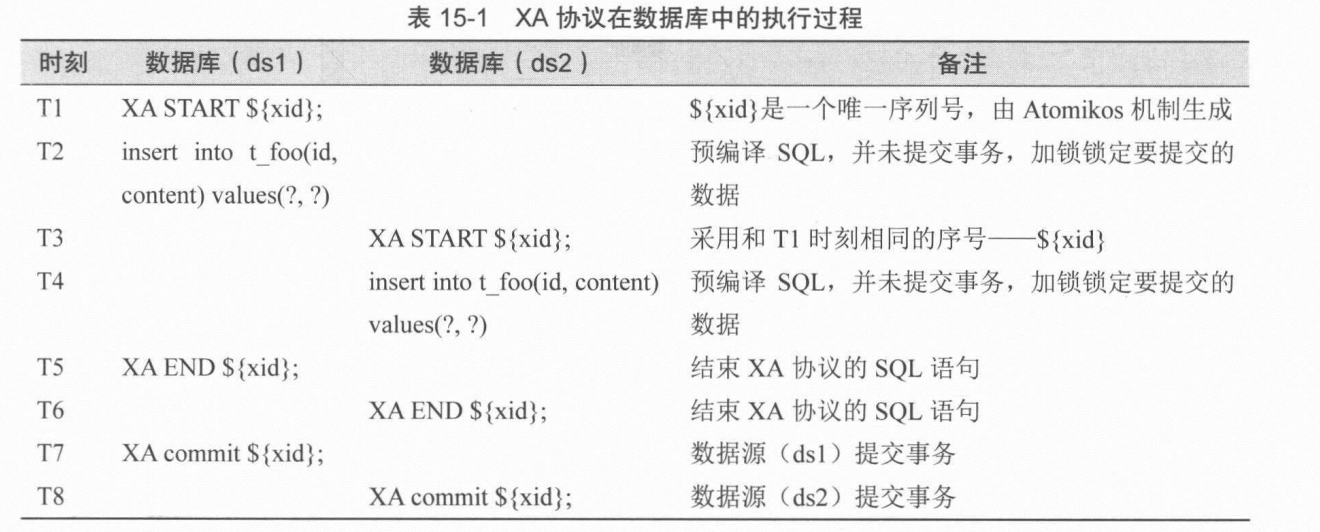 表 15-1 XA 协议在数据库中的执行过程
时刻 数据库（ds1） 数据库（ds2） 备注
T1 XA START ${xid}; ${xid}是一个唯一序列号，由 Atomikos 机制生成
T2 insert into t_foo(id, 预编译 SQL，并未提交事务，加锁锁定要提交的
content) values(?, ?) 数据
T3 XA START ${xid}; 采用和 T1 时刻相同的序号——${xid}
T4 insert into t_foo(id, content) 预编译 SQL，并未提交事务，加锁锁定要提交的
values(?, ?) 数据
T5 XA END ${xid}; 结束 XA 协议的 SQL 语句
T6 XA END ${xid}; 结束 XA 协议的 SQL 语句
T7 XA commit ${xid}; 数据源（ds1）提交事务
T8 XA commit ${xid}; 数据源（ds2）提交事务